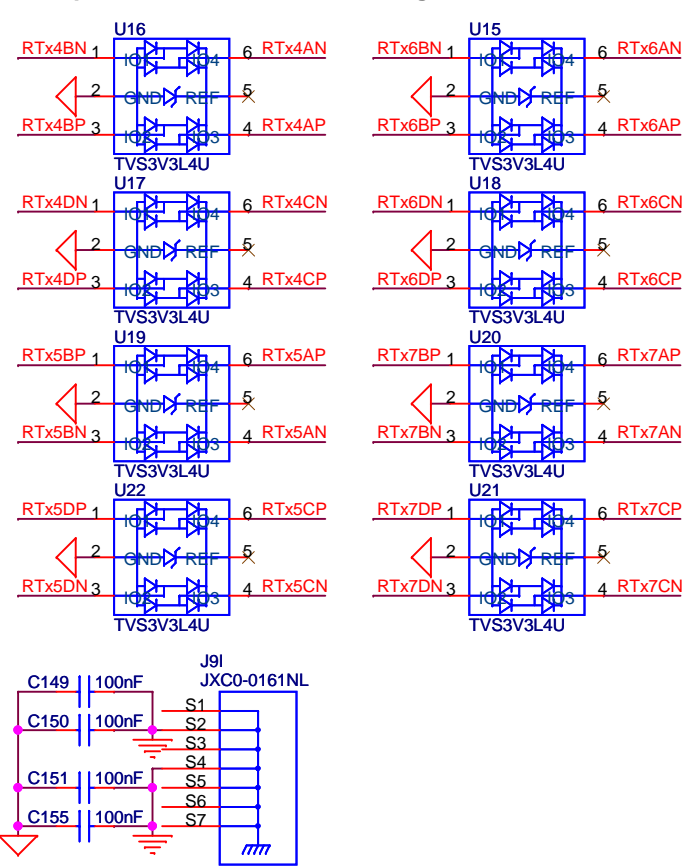 U16
RTx4BN 1 IO1 IO4 6 RTx4AN
2 GND REF 5
RTx4BP 3 IO2 IO3 4 RTx4AP
TVS3V3L4U
U15
RTx6BN 1 IO1 IO4 6 RTx6AN
2 GND REF 5
RTx6BP 3 IO2 IO3 4 RTx6AP
TVS3V3L4U
U17
RTx4DN 1 IO1 IO4 6 RTx4CN
2 GND REF 5
RTx4DP 3 IO2 IO3 4 RTx4CP
TVS3V3L4U
U18
RTx6DN 1 IO1 IO4 6 RTx6CN
2 GND REF 5
RTx6DP 3 IO2 IO3 4 RTx6CP
TVS3V3L4U
U19
RTx5BP 1 IO1 IO4 6 RTx5AP
2 GND REF 5
RTx5BN 3 IO2 IO3 4 RTx5AN
TVS3V3L4U
U20
RTx7BP 1 IO1 IO4 6 RTx7AP
2 GND REF 5
RTx7BN 3 IO2 IO3 4 RTx7AN
TVS3V3L4U
U22
RTx5DP 1 IO1 IO4 6 RTx5CP
2 GND REF 5
RTx5DN 3 IO2 IO3 4 RTx5CN
TVS3V3L4U
U21
RTx7DP 1 IO1 IO4 6 RTx7CP
2 GND REF 5
RTx7DN 3 IO2 IO3 4 RTx7CN
TVS3V3L4U
J9I
JXC0-0161NL
C149 100nF
S1
C150 100nF S2
S3
S4
C151 100nF S5
S6
C155 100nF S7